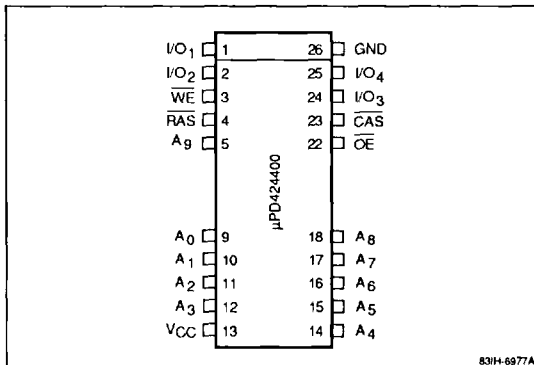 I/O1 1 26 GND
I/O2 2 25 I/O4
WE 3 24 I/O3
RAS 4 23 CAS
A9 5 22 OE
µPD424400
A0 9 18 A8
A1 10 17 A7
A2 11 16 A6
A3 12 15 A5
VCC 13 14 A4
83IH-6977A